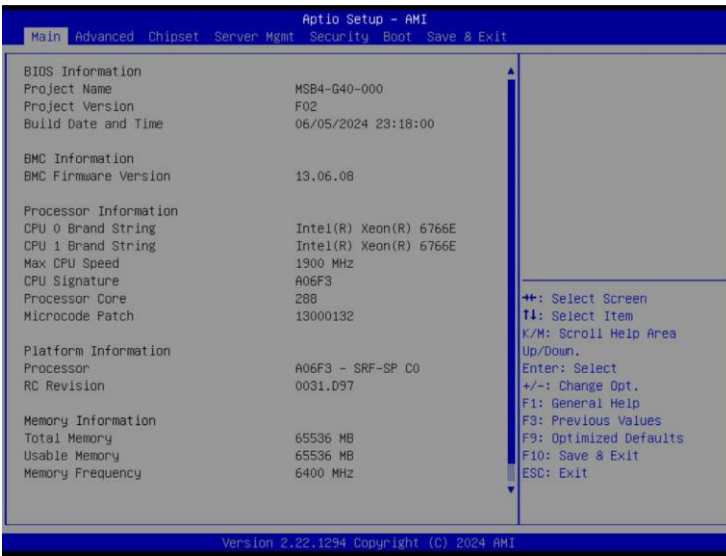 Aptio Setup - AMI
Main Advanced Chipset Server Mgmt Security Boot Save & Exit
BIOS Information
Project Name MSB4-G40-000
Project Version F02
Build Date and Time 06/05/2024 23:18:00
BMC Information
BMC Firmware Version 13.06.08
Processor Information
CPU 0 Brand String Intel(R) Xeon(R) 6766E
CPU 1 Brand String Intel(R) Xeon(R) 6766E
Max CPU Speed 1900 MHz
CPU Signature A06F3
Processor Core 288
Microcode Patch 13000132
Platform Information
Processor A06F3 - SRF-SP C0
RC Revision 0031.D97
Memory Information
Total Memory 65536 MB
Usable Memory 65536 MB
Memory Frequency 6400 MHz
→←: Select Screen
↑↓: Select Item
K/M: Scroll Help Area
Up/Down.
Enter: Select
+/-: Change Opt.
F1: General Help
F3: Previous Values
F9: Optimized Defaults
F10: Save & Exit
ESC: Exit
Version 2.22.1294 Copyright (C) 2024 AMI